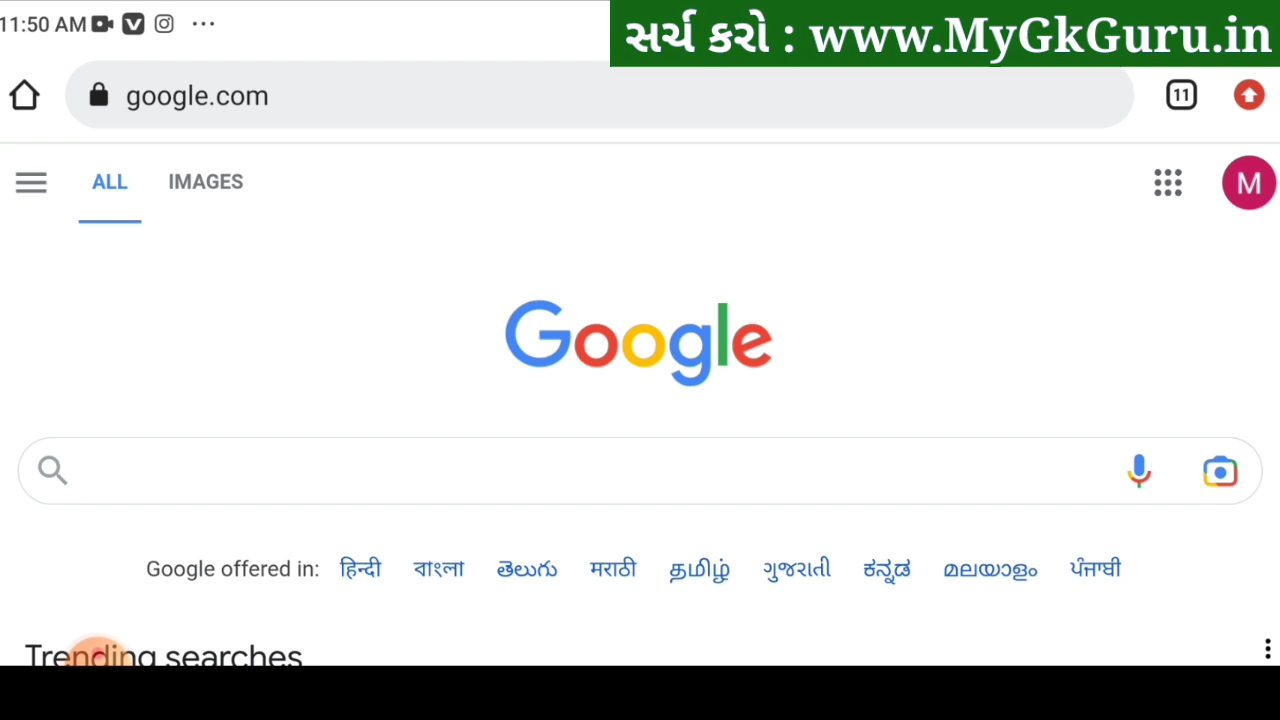 11:50 AM
સર્ચ કરો : www.MyGkGuru.in
google.com
11
ALL IMAGES
M
Google
Google offered in: हिन्दी বাংলা తెలుగు मराठी தமிழ் ગુજરાતી ಕನ್ನಡ മലയാളം ਪੰਜਾਬੀ
Trending searches